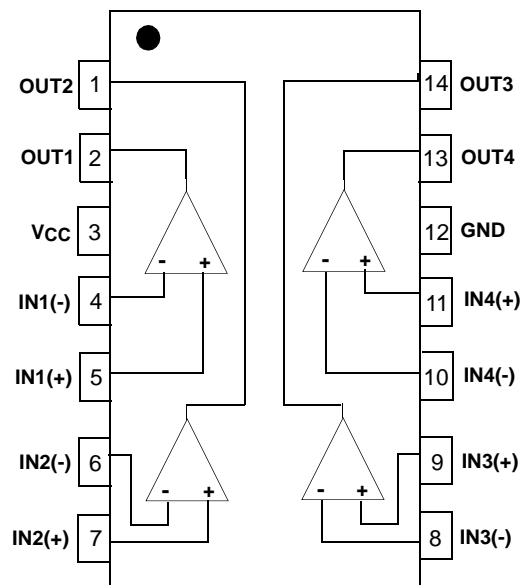 OUT2 1 14 OUT3
OUT1 2 13 OUT4
VCC 3 12 GND
- + - +
IN1(-) 4 11 IN4(+)
IN1(+) 5 10 IN4(-)
IN2(-) 6 9 IN3(+)
- + - +
IN2(+) 7 8 IN3(-)